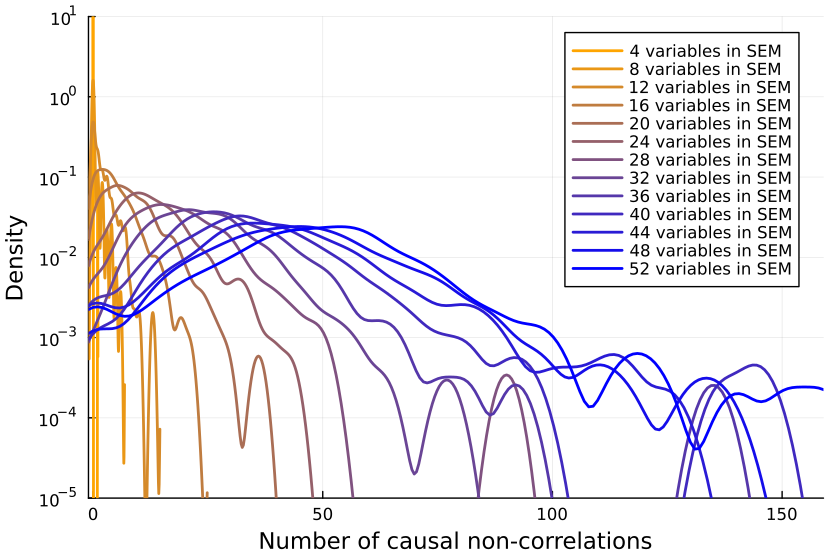 10^1
10^0
10^-1
10^-2
10^-3
10^-4
10^-5
Density
0 50 100 150
Number of causal non-correlations
4 variables in SEM
8 variables in SEM
12 variables in SEM
16 variables in SEM
20 variables in SEM
24 variables in SEM
28 variables in SEM
32 variables in SEM
36 variables in SEM
40 variables in SEM
44 variables in SEM
48 variables in SEM
52 variables in SEM